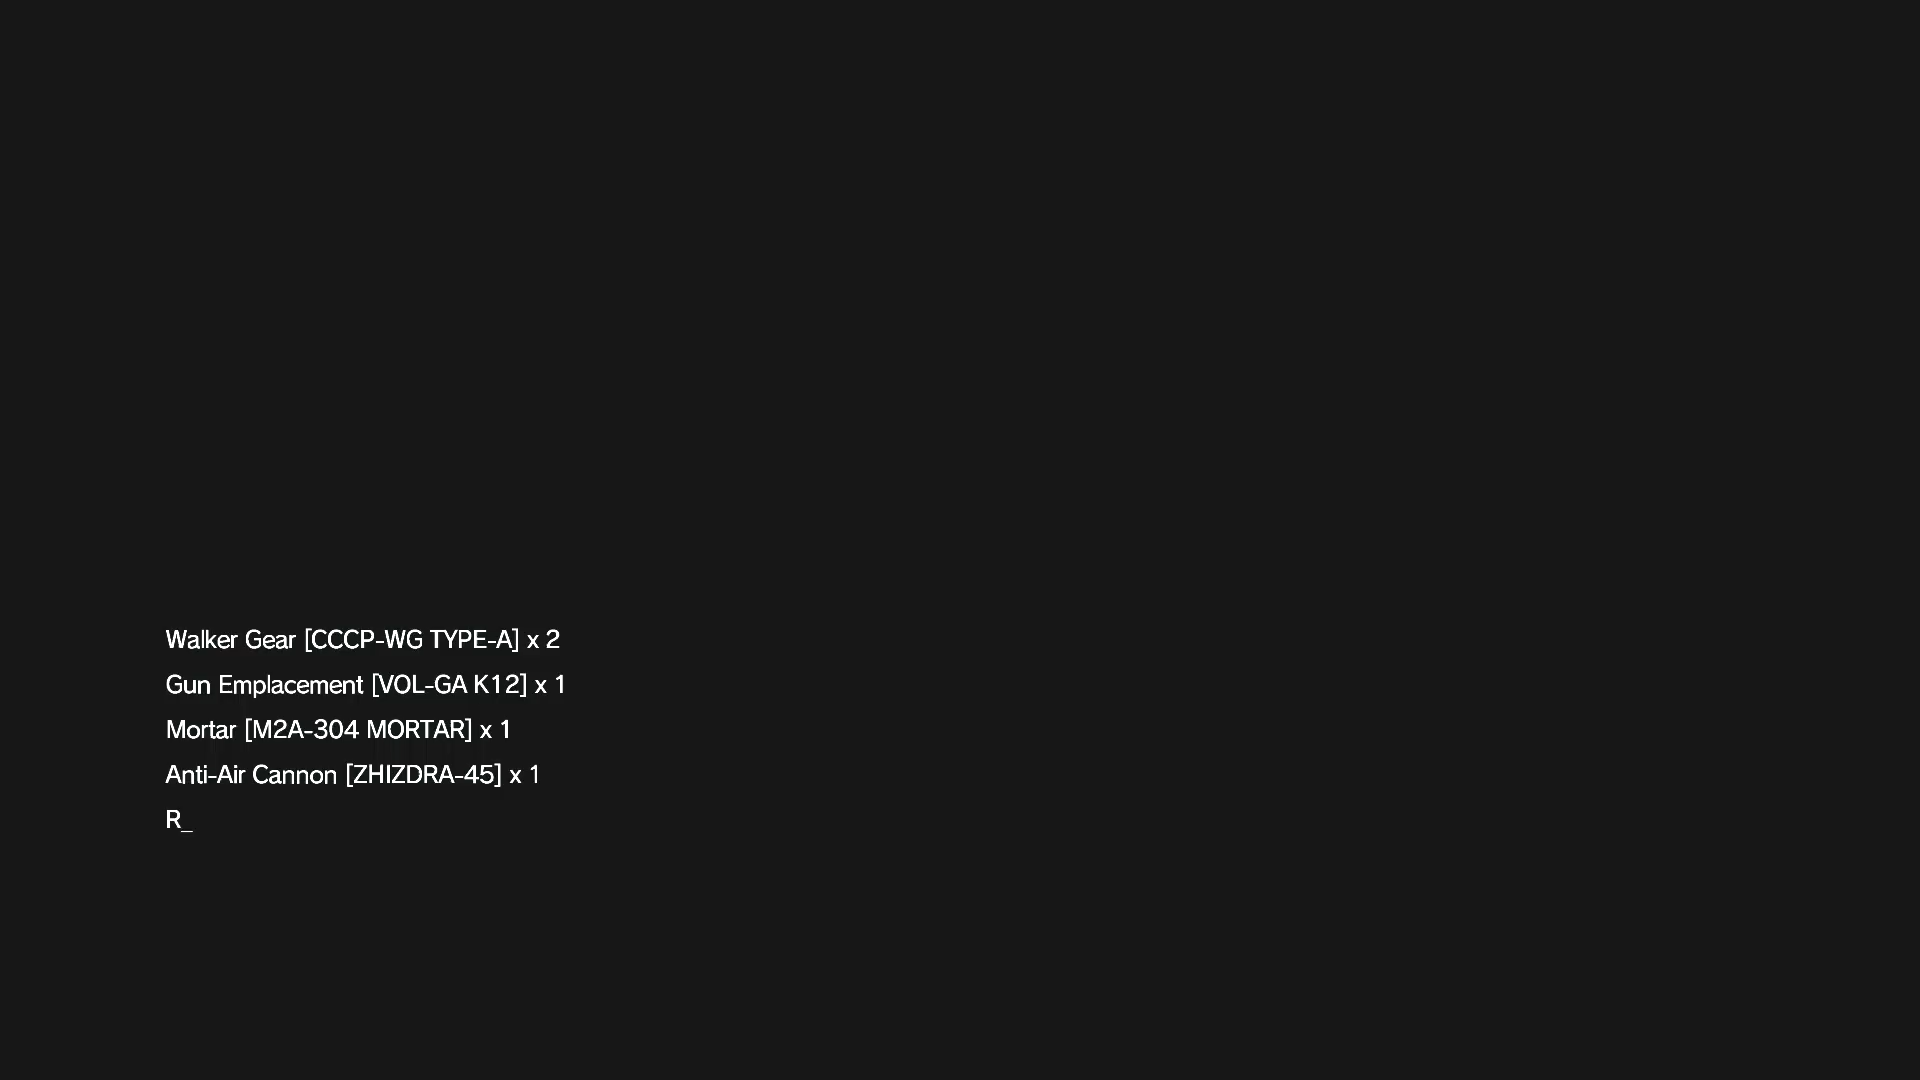 Walker Gear [CCCP-WG TYPE-A] x 2
Gun Emplacement [VOL-GA K12] x 1
Mortar [M2A-304 MORTAR] x 1
Anti-Air Cannon [ZHIZDRA-45] x 1
R_